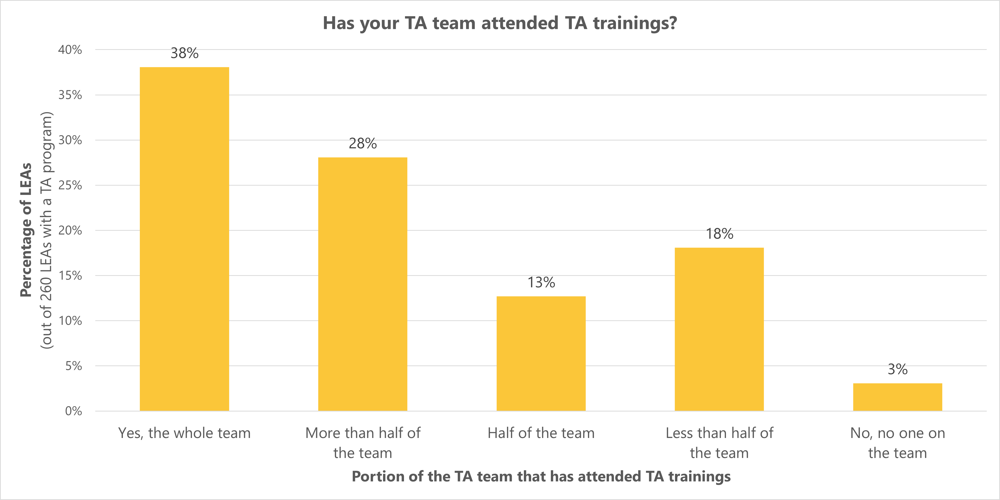 Has your TA team attended TA trainings?
Percentage of LEAs
(out of 260 LEAs with a TA program)
40%
35%
30%
25%
20%
15%
10%
5%
0%
38%
28%
13%
18%
3%
Yes, the whole team
More than half of
the team
Half of the team
Less than half of
the team
No, no one on
the team
Portion of the TA team that has attended TA trainings